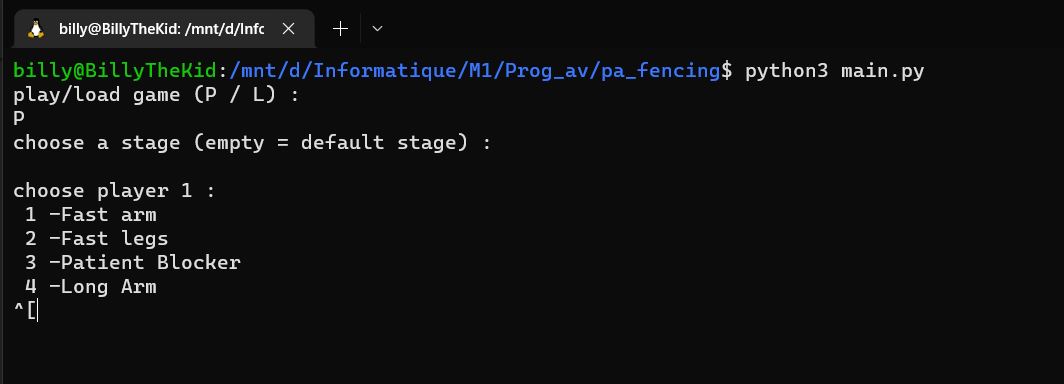 billy@BillyTheKid: /mnt/d/Infc
billy@BillyTheKid:/mnt/d/Informatique/M1/Prog_av/pa_fencing$ python3 main.py
play/load game (P / L) :
P
choose a stage (empty = default stage) :
choose player 1 :
1 -Fast arm
2 -Fast legs
3 -Patient Blocker
4 -Long Arm
^[